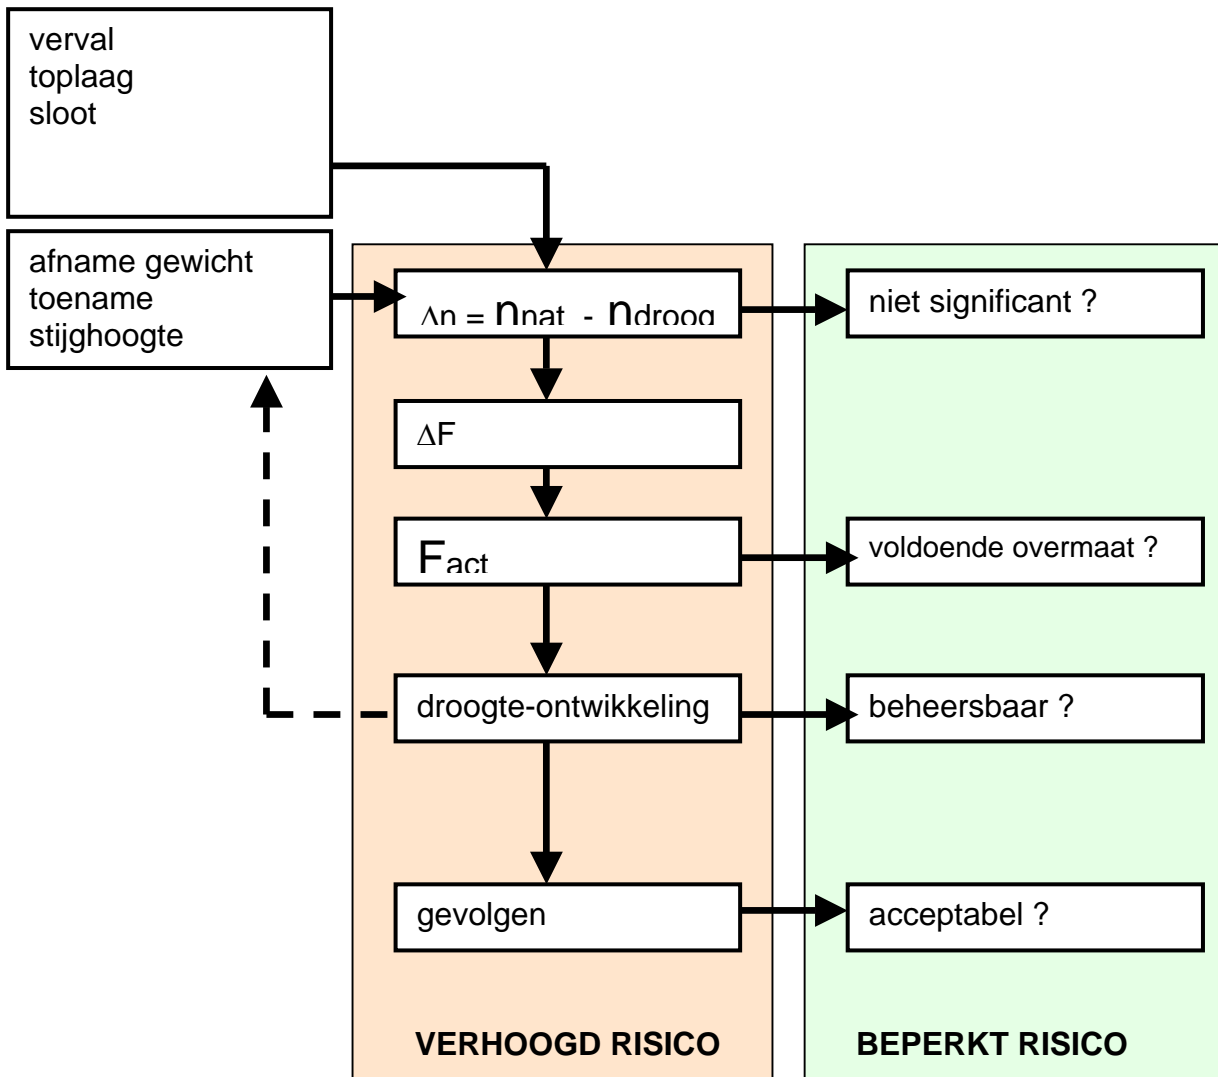 verval
toplaag
sloot
afname gewicht
toename
stijghoogte
Δn = nnat - ndroog
niet significant ?
ΔF
Fact
voldoende overmaat ?
droogte-ontwikkeling
beheersbaar ?
gevolgen
acceptabel ?
VERHOOGD RISICO
BEPERKT RISICO